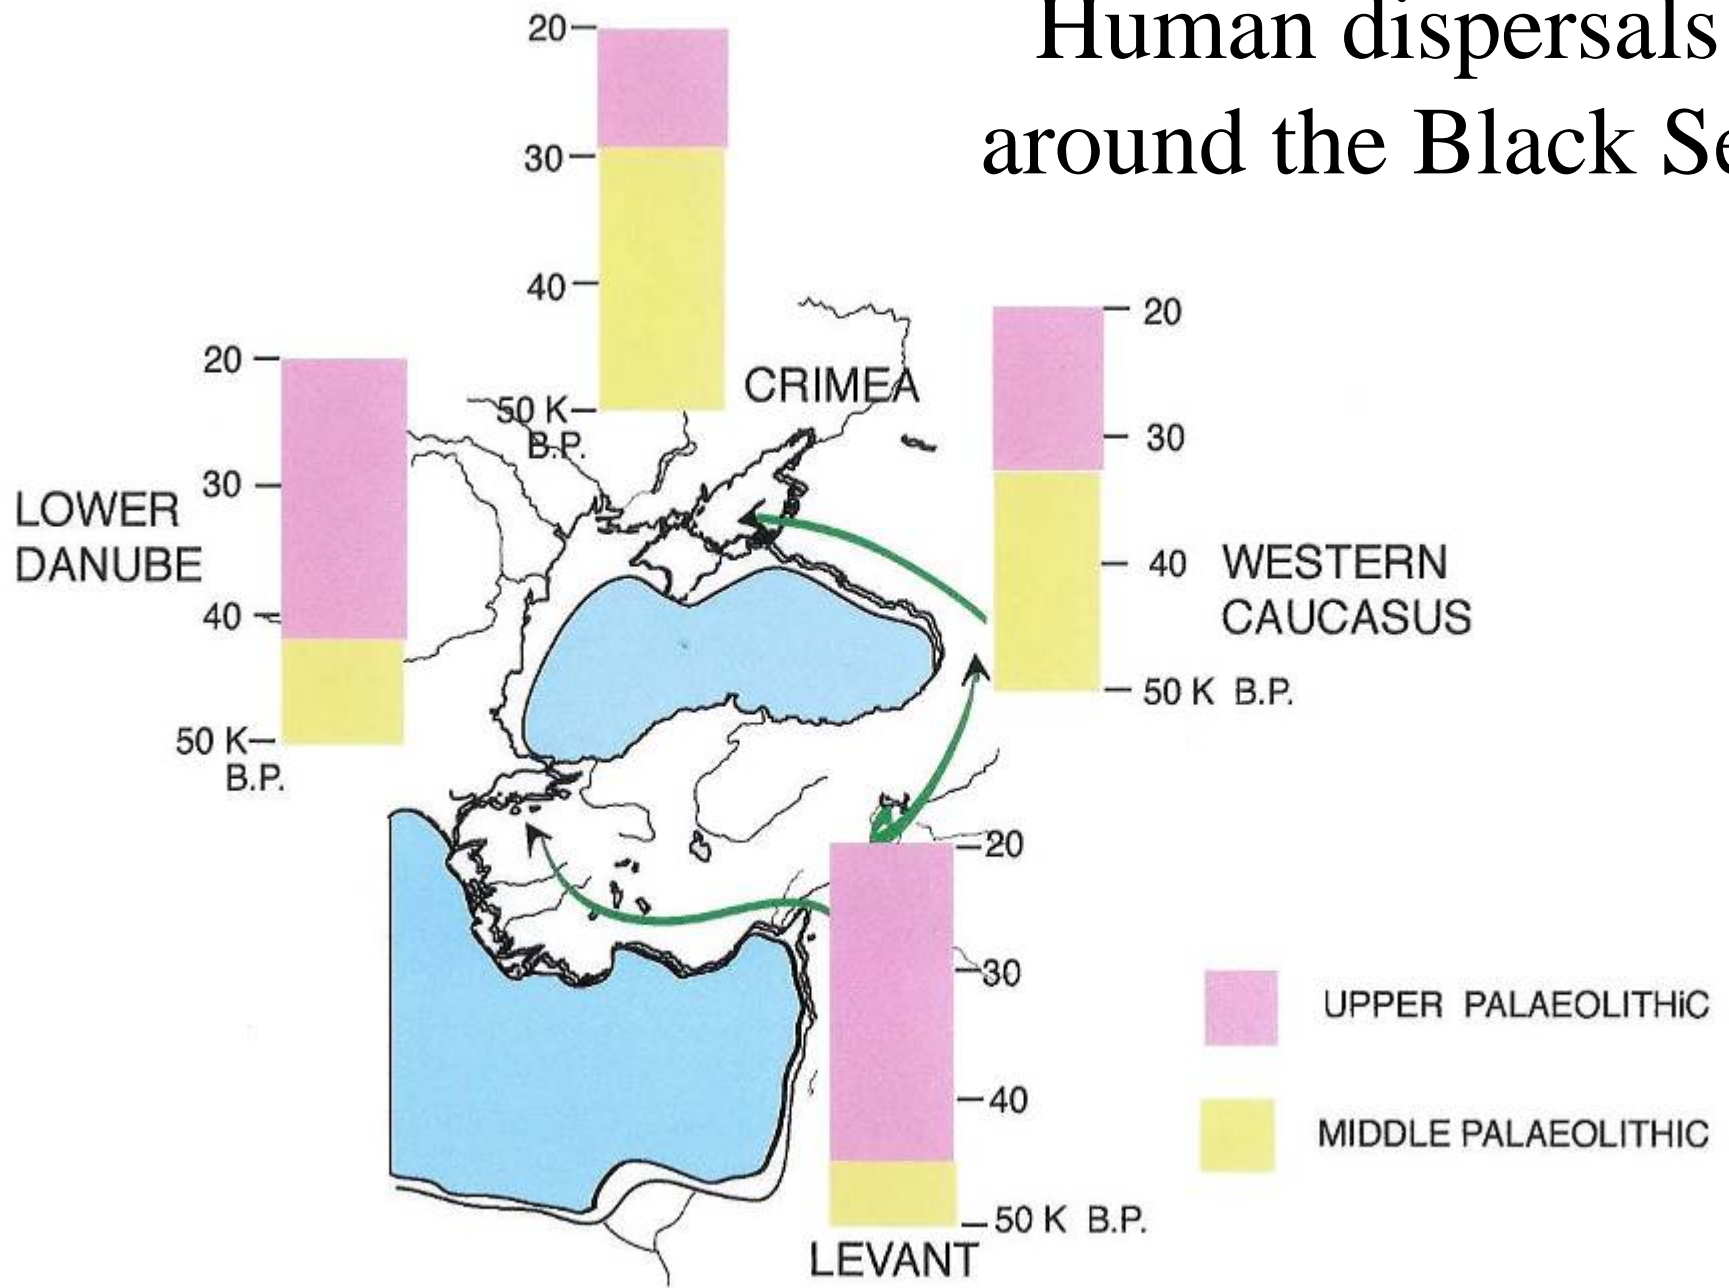 Human dispersals
around the Black Se
20
30
40
50 K
B.P.
CRIMEA
20
30
40
50 K B.P.
WESTERN
CAUCASUS
20
30
40
50 K
B.P.
LOWER
DANUBE
20
30
40
50 K B.P.
LEVANT
UPPER PALAEOLITHiC
MIDDLE PALAEOLITHIC